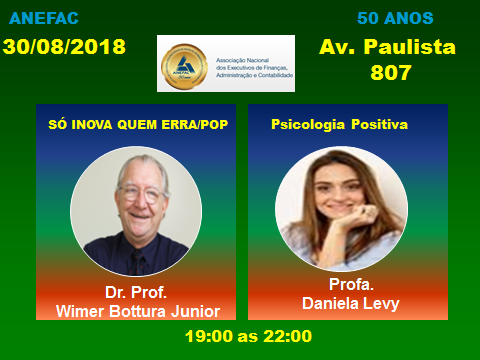 ANEFAC
50 ANOS
30/08/2018
Av. Paulista
807
ANEFAC
Associação Nacional
dos Executivos de Finanças,
Administração e Contabilidade
SÓ INOVA QUEM ERRA/POP
Psicologia Positiva
Dr. Prof.
Wimer Bottura Junior
Profa.
Daniela Levy
19:00 as 22:00